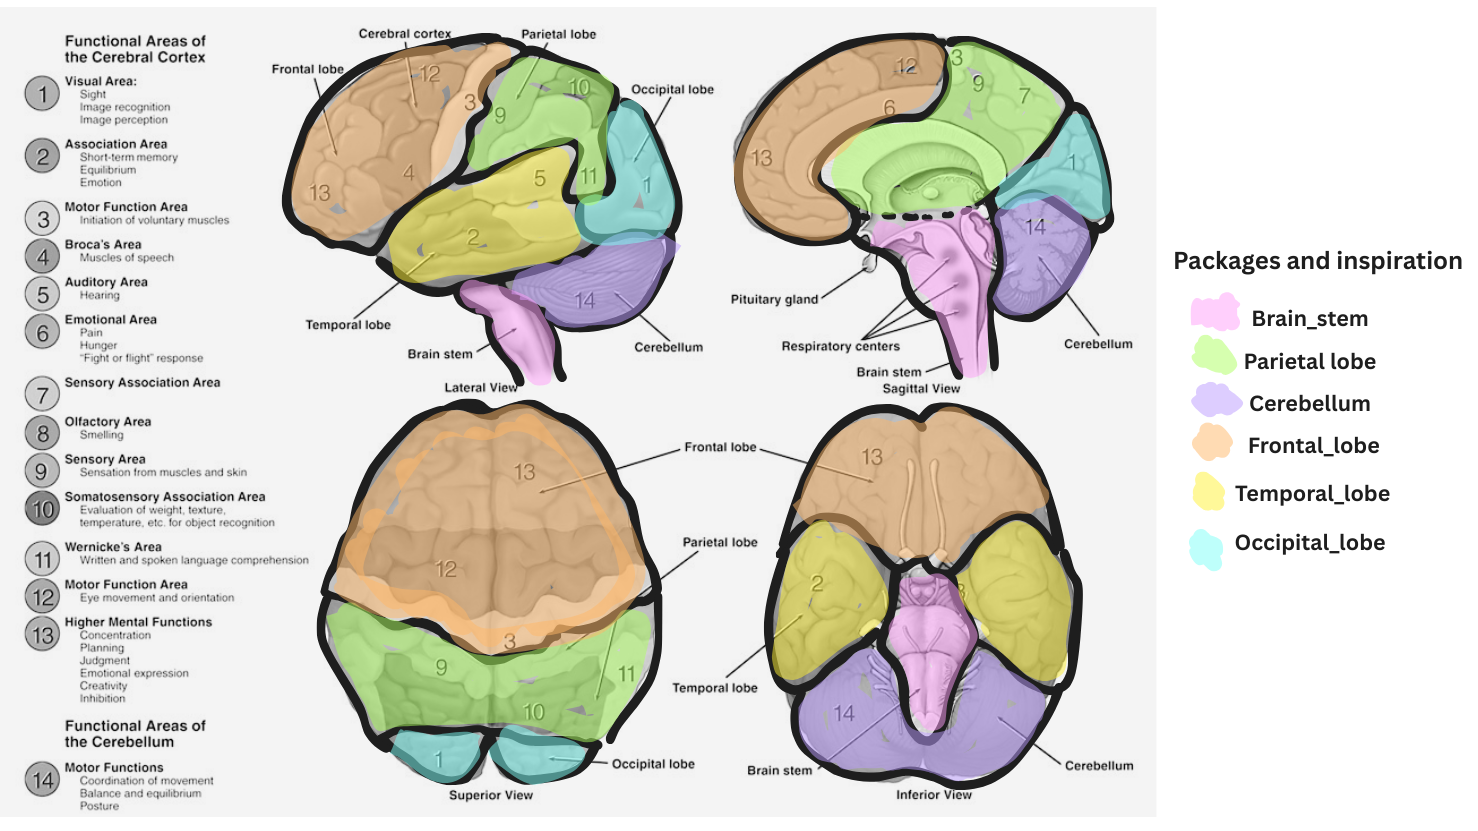 Functional Areas of
the Cerebral Cortex
1
Visual Area:
Sight
Image recognition
Image perception
2
Association Area
Short-term memory
Equilibrium
Emotion
3
Motor Function Area
Initiation of voluntary muscles
4
Broca's Area
Muscles of speech
5
Auditory Area
Hearing
6
Emotional Area
Pain
Hunger
"Fight or flight" response
7
Sensory Association Area
8
Olfactory Area
Smelling
9
Sensory Area
Sensation from muscles and skin
10
Somatosensory Association Area
Evaluation of weight, texture,
temperature, etc. for object recognition
11
Wernicke's Area
Written and spoken language comprehension
12
Motor Function Area
Eye movement and orientation
13
Higher Mental Functions
Concentration
Planning
Judgment
Emotional expression
Creativity
Inhibition
Functional Areas of
the Cerebellum
14
Motor Functions
Coordination of movement
Balance and equilibrium
Posture
Cerebral cortex
Parietal lobe
Frontal lobe
Occipital lobe
12
3
10
9
4
13
5
11
1
2
14
Temporal lobe
Brain stem
Cerebellum
Lateral View
12
3
9
7
6
13
1
14
Pituitary gland
Respiratory centers
Cerebellum
Brain stem
Sagittal View
Frontal lobe
13
12
3
Parietal lobe
9
11
10
1
Occipital lobe
Superior View
13
2
Temporal lobe
14
Brain stem
Cerebellum
Inferior View
Packages and inspiration
Brain_stem
Parietal lobe
Cerebellum
Frontal_lobe
Temporal_lobe
Occipital_lobe